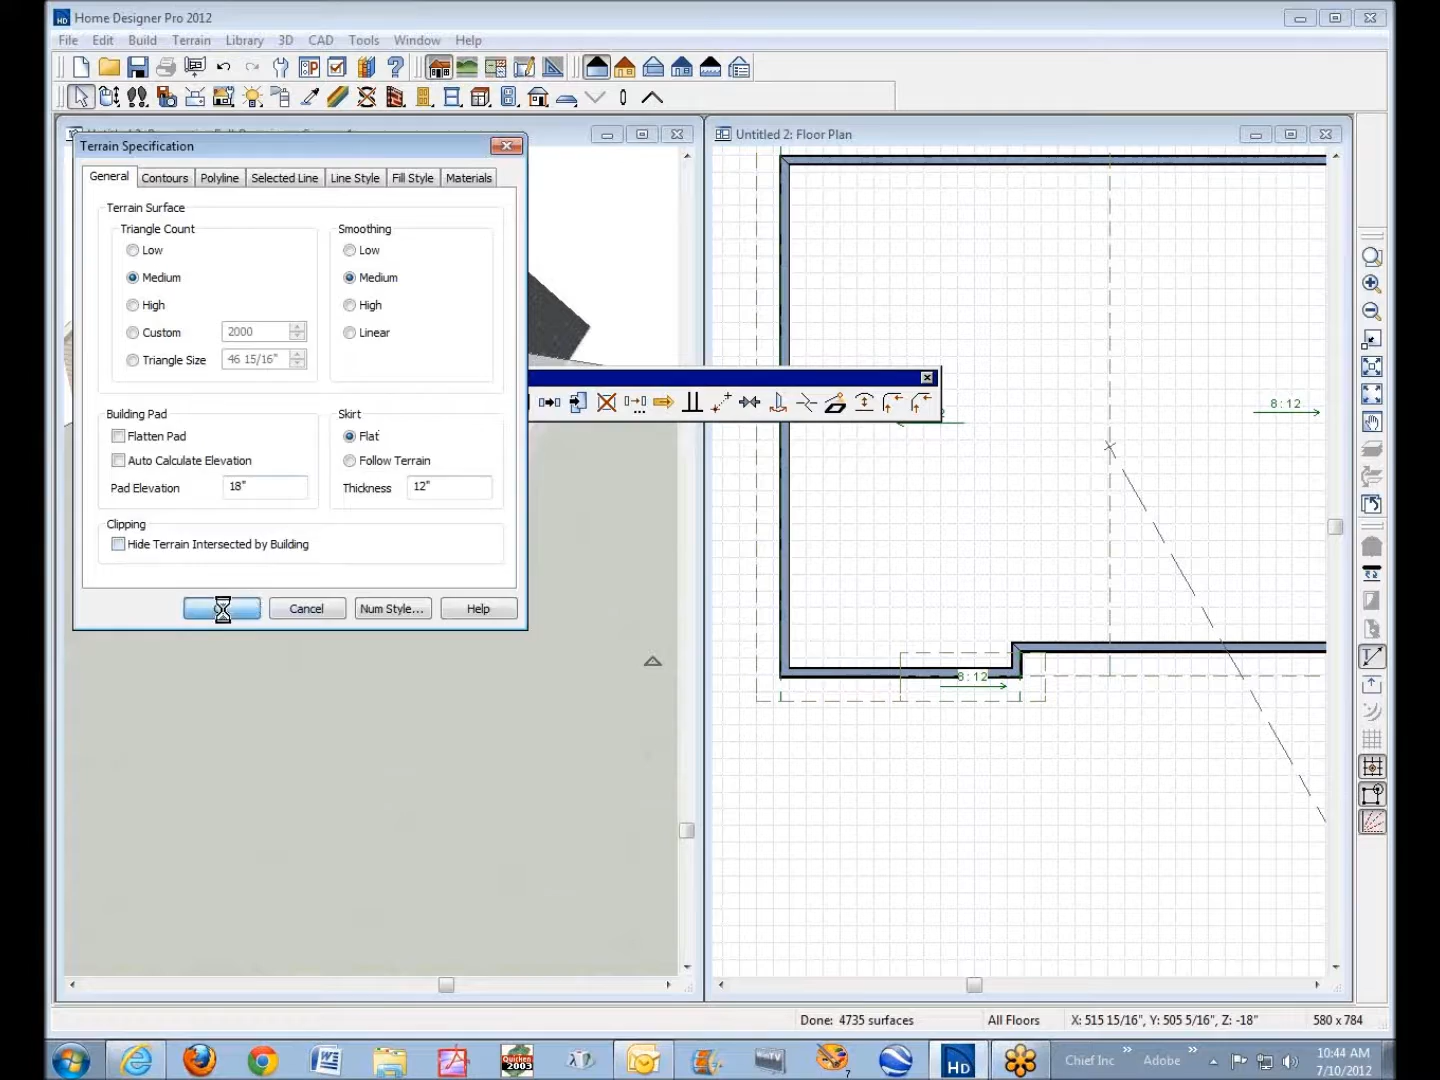 Home Designer Pro 2012
File Edit Build Terrain Library 3D CAD Tools Window Help
Terrain Specification
General Contours Polyline Selected Line Line Style Fill Style Materials
Terrain Surface
Triangle Count
Low
Medium
High
Custom 2000
Triangle Size 46 15/16"
Smoothing
Low
Medium
High
Linear
Building Pad
Flatten Pad
Auto Calculate Elevation
Pad Elevation 18"
Skirt
Flat
Follow Terrain
Thickness 12"
Clipping
Hide Terrain Intersected by Building
Cancel Num Style... Help
Untitled 2: Floor Plan
8:12
8:12
Done: 4735 surfaces All Floors X: 515 15/16", Y: 505 5/16", Z: -18" 580 x 784
Quicken 2003
Chief Inc » Adobe »
10:44 AM
7/10/2012